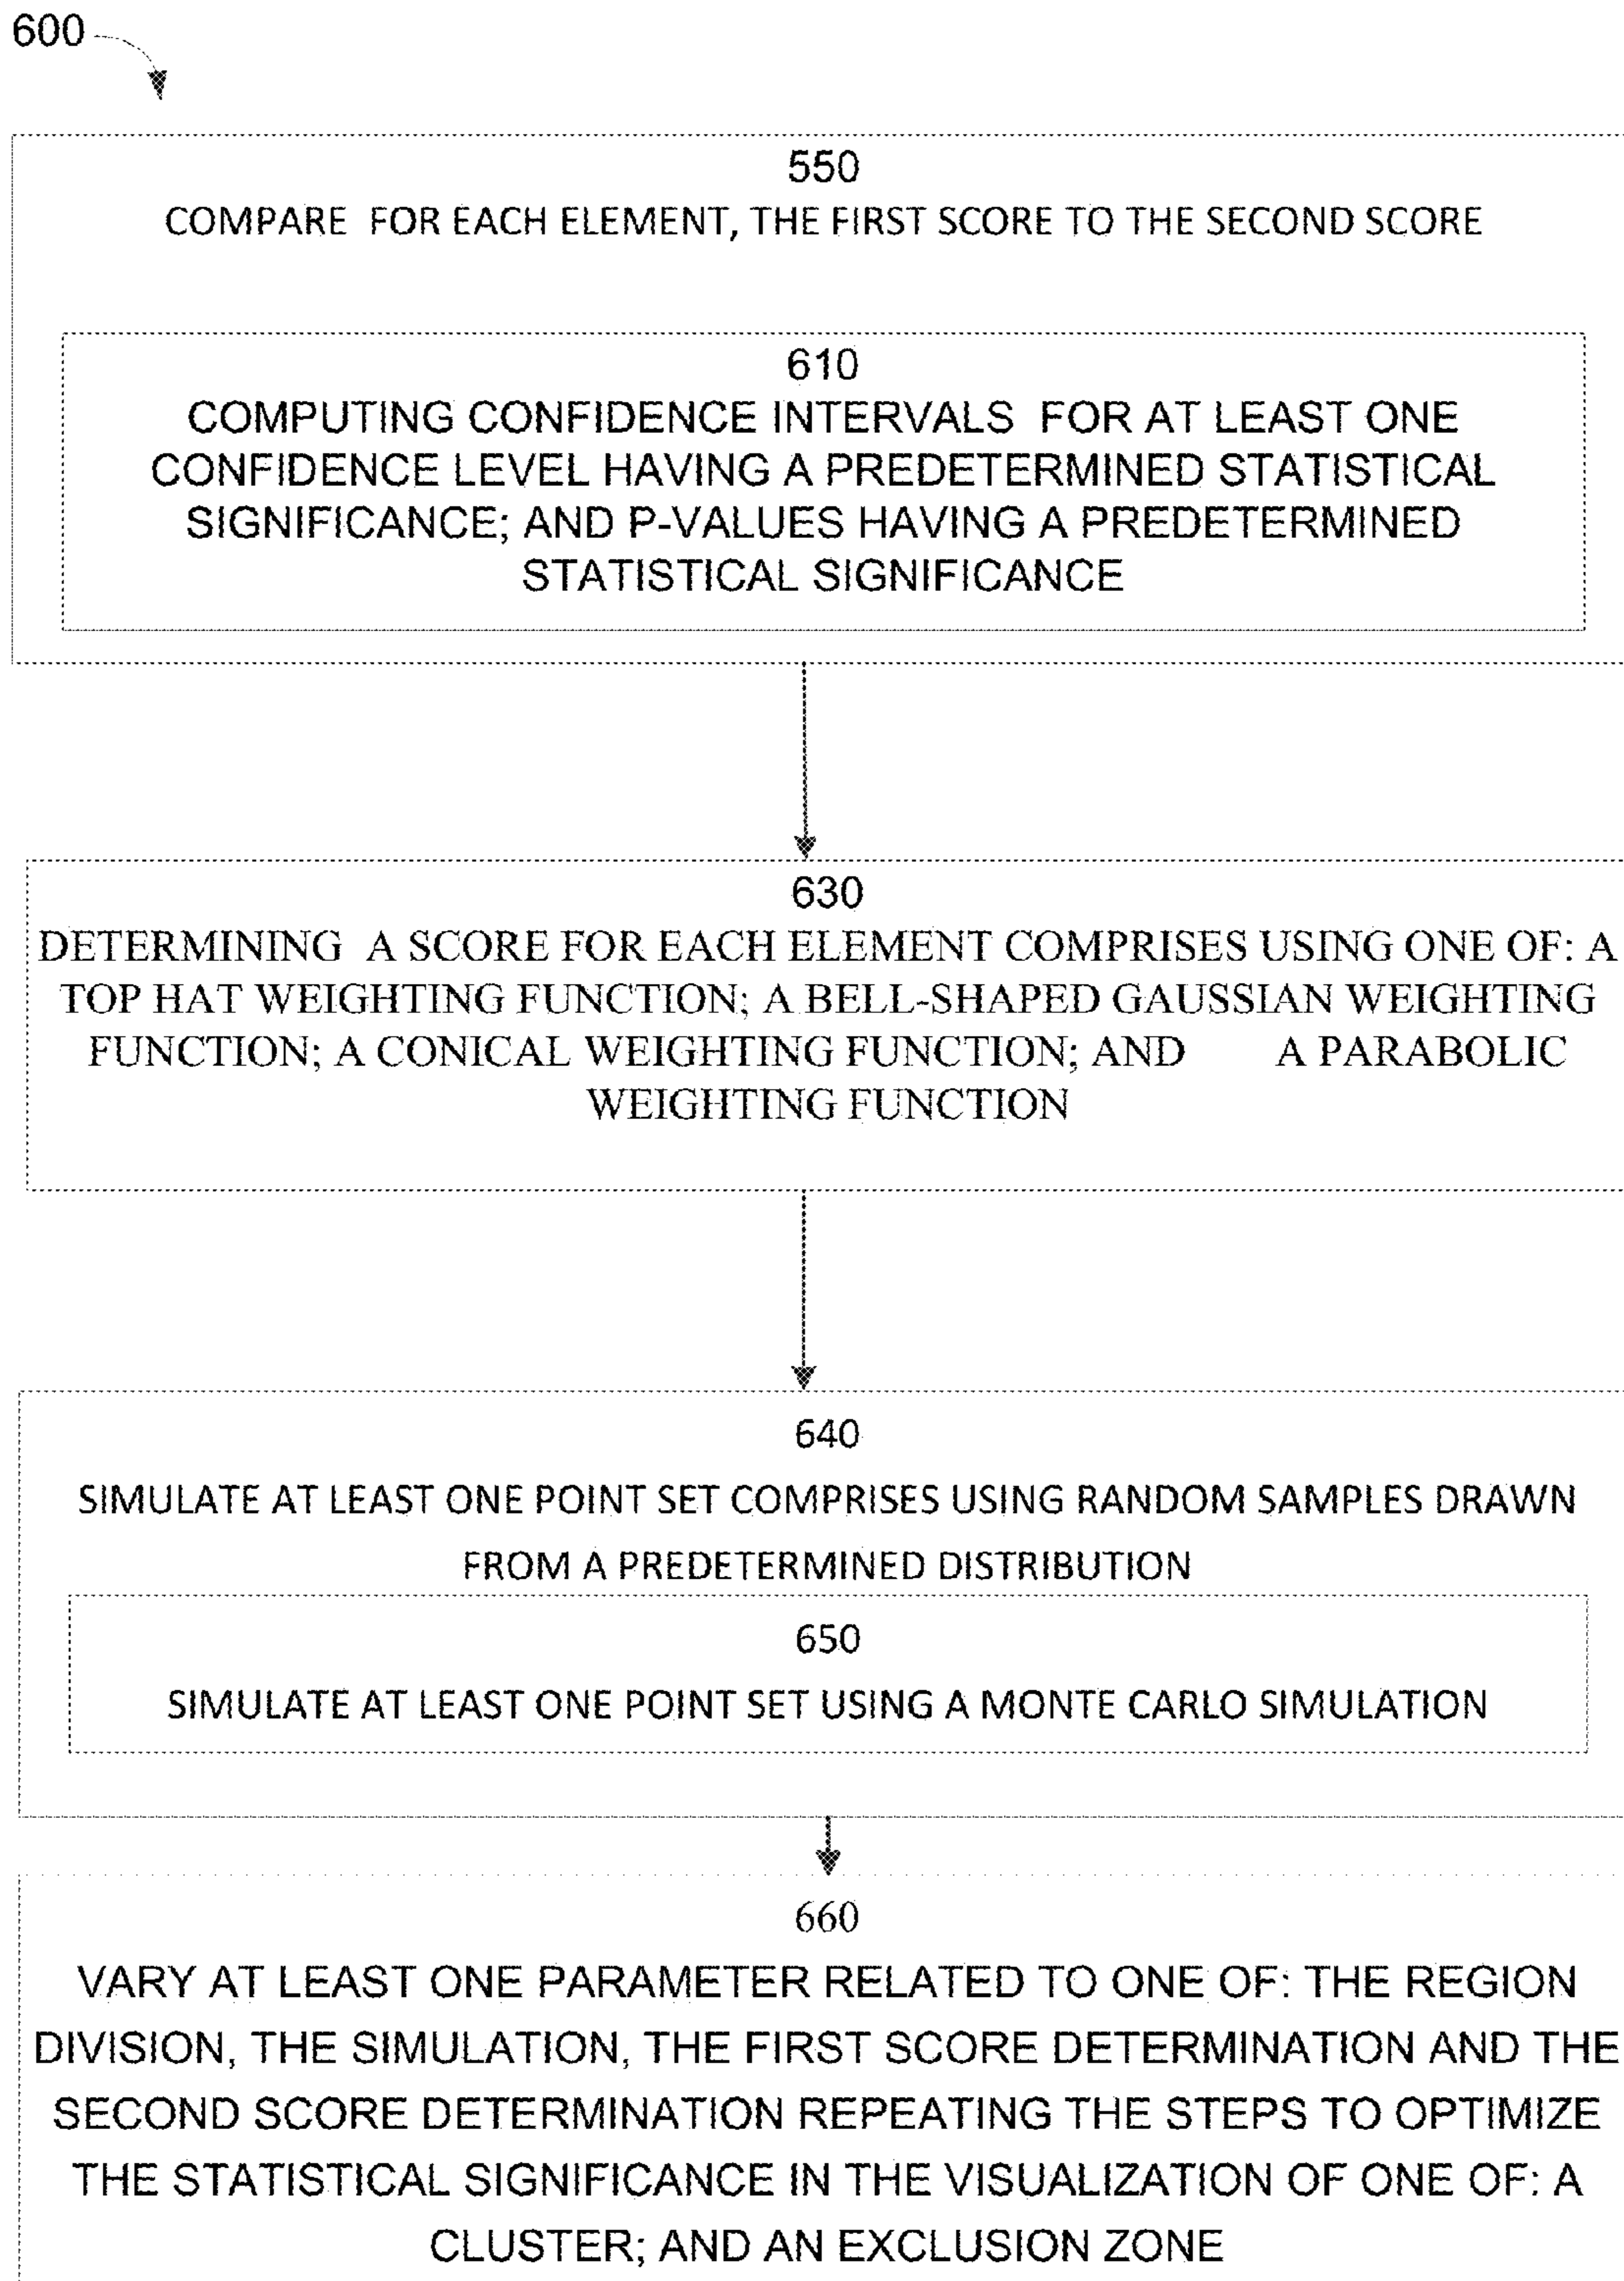 600
550
COMPARE FOR EACH ELEMENT, THE FIRST SCORE TO THE SECOND SCORE
610
COMPUTING CONFIDENCE INTERVALS FOR AT LEAST ONE
CONFIDENCE LEVEL HAVING A PREDETERMINED STATISTICAL
SIGNIFICANCE; AND P-VALUES HAVING A PREDETERMINED
STATISTICAL SIGNIFICANCE
630
DETERMINING A SCORE FOR EACH ELEMENT COMPRISES USING ONE OF: A
TOP HAT WEIGHTING FUNCTION; A BELL-SHAPED GAUSSIAN WEIGHTING
FUNCTION; A CONICAL WEIGHTING FUNCTION; AND A PARABOLIC
WEIGHTING FUNCTION
640
SIMULATE AT LEAST ONE POINT SET COMPRISES USING RANDOM SAMPLES DRAWN
FROM A PREDETERMINED DISTRIBUTION
650
SIMULATE AT LEAST ONE POINT SET USING A MONTE CARLO SIMULATION
660
VARY AT LEAST ONE PARAMETER RELATED TO ONE OF: THE REGION
DIVISION, THE SIMULATION, THE FIRST SCORE DETERMINATION AND THE
SECOND SCORE DETERMINATION REPEATING THE STEPS TO OPTIMIZE
THE STATISTICAL SIGNIFICANCE IN THE VISUALIZATION OF ONE OF: A
CLUSTER; AND AN EXCLUSION ZONE